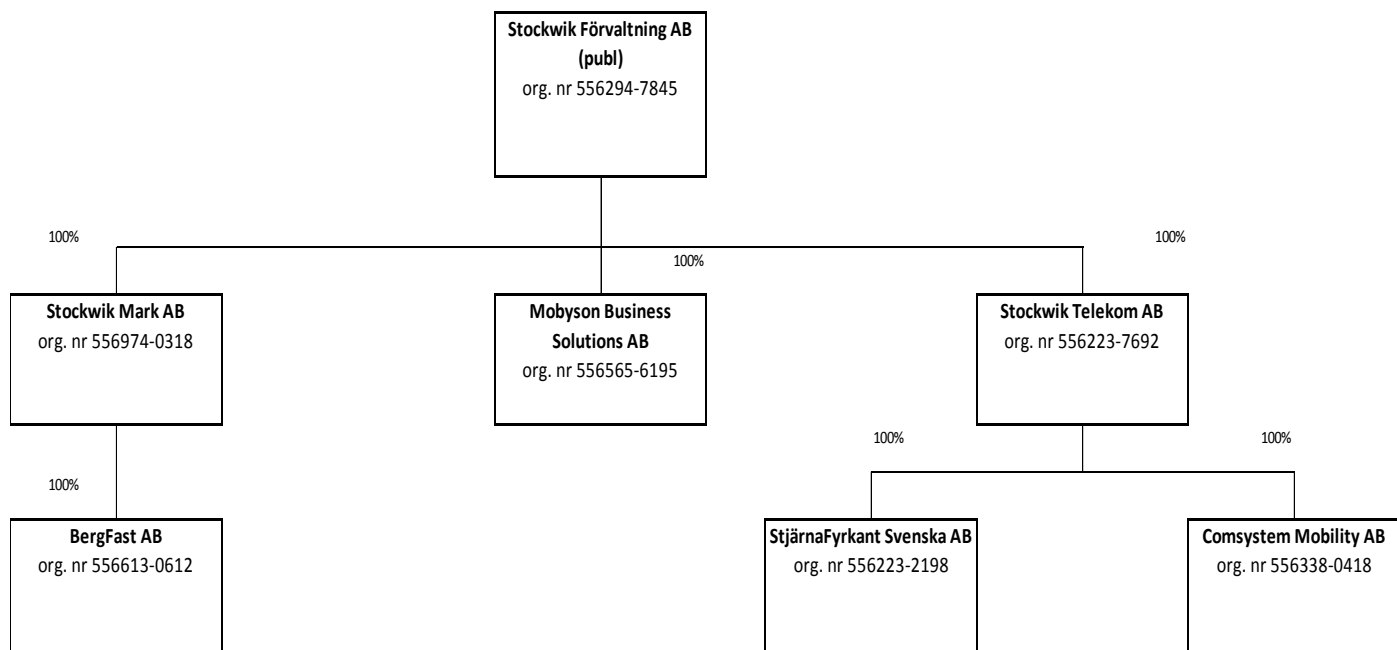 Stockwik Förvaltning AB
(publ)
org. nr 556294-7845
100%
100%
100%
Stockwik Mark AB
org. nr 556974-0318
Mobyson Business
Solutions AB
org. nr 556565-6195
Stockwik Telekom AB
org. nr 556223-7692
100%
100%
100%
BergFast AB
org. nr 556613-0612
StjärnaFyrkant Svenska AB
org. nr 556223-2198
Comsystem Mobility AB
org. nr 556338-0418